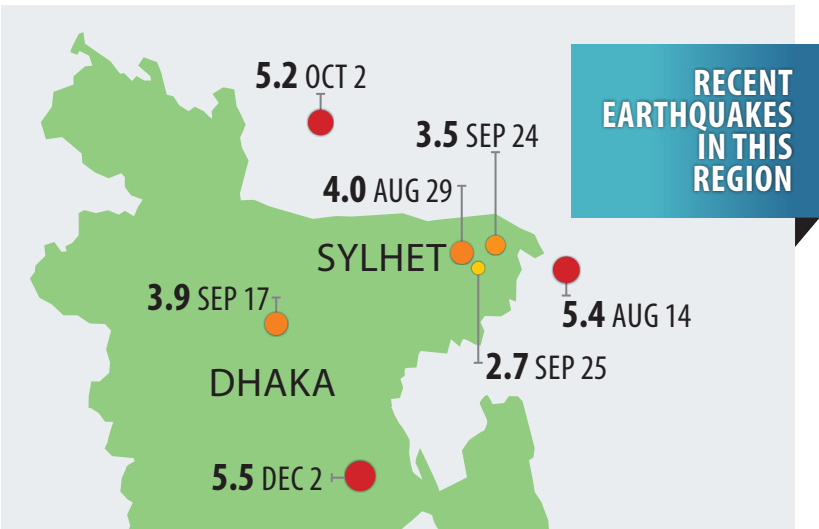 RECENT
EARTHQUAKES
IN THIS
REGION
5.2 OCT 2
3.5 SEP 24
4.0 AUG 29
SYLHET
3.9 SEP 17
5.4 AUG 14
2.7 SEP 25
DHAKA
5.5 DEC 2